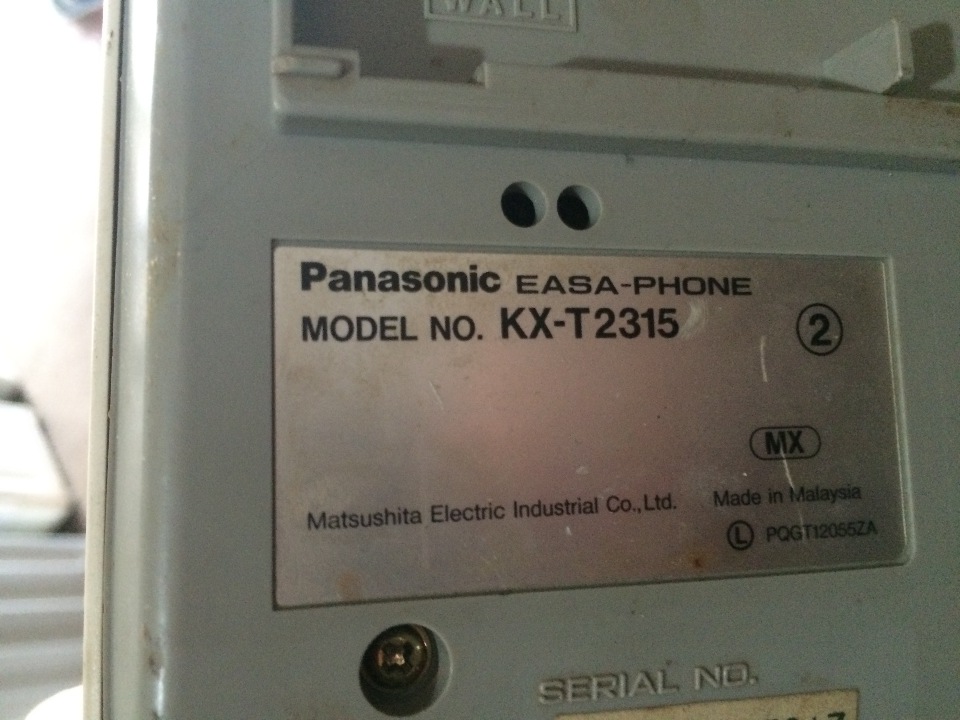 WALL
Panasonic EASA-PHONE
MODEL NO. KX-T2315
2
MX
Matsushita Electric Industrial Co.,Ltd. Made in Malaysia
L PQGT12055ZA
SERIAL NO.